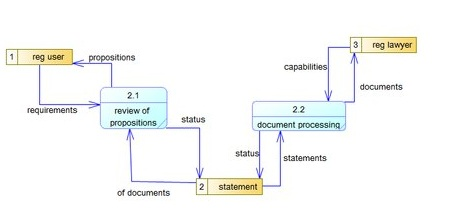 1 reg user
propositions
3 reg lawyer
capabilities
documents
requirements
2.1
review of
propositions
status
2.2
document processing
status
statements
of documents
2 statement